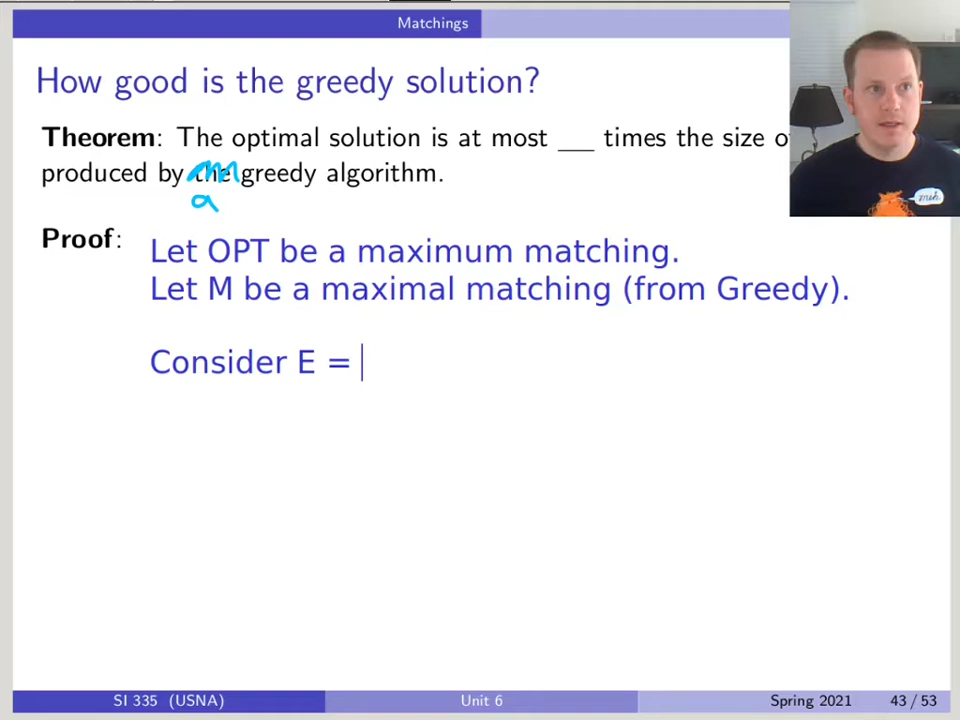 Matchings
How good is the greedy solution?
Theorem: The optimal solution is at most __ times the size
produced by the greedy algorithm.
a
Proof:
Let OPT be a maximum matching.
Let M be a maximal matching (from Greedy).
Consider E =
SI 335 (USNA) Unit 6 Spring 2021 43 / 53